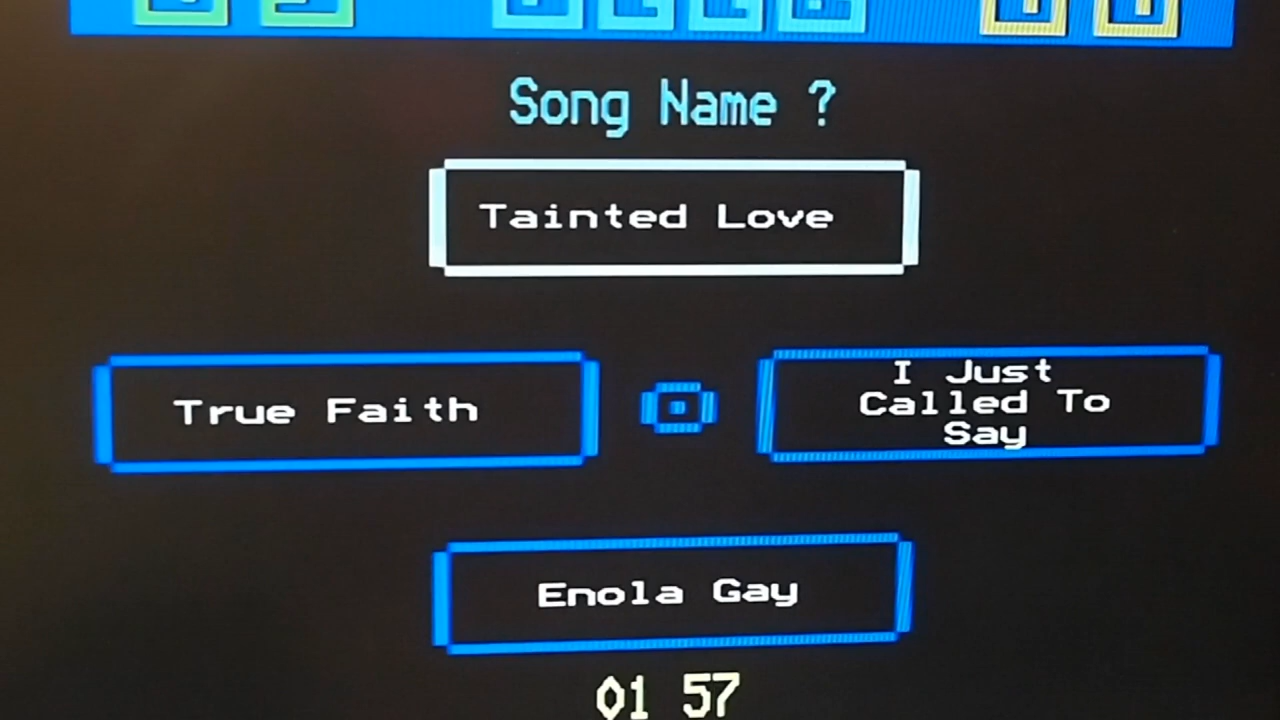 Song Name ?
Tainted Love
True Faith
I Just
Called To
Say
Enola Gay
01 57